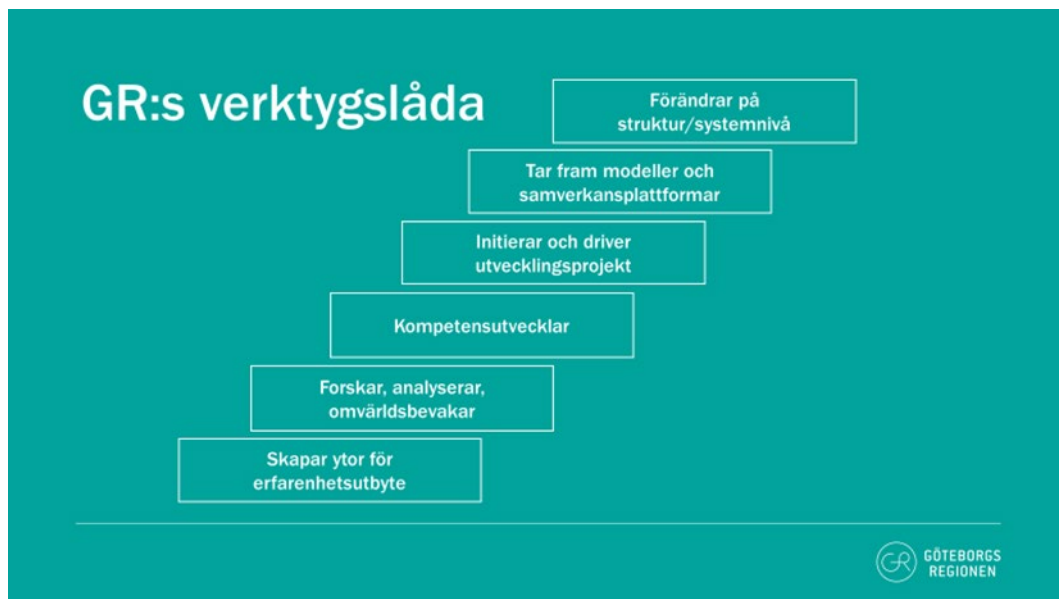 GR:s verktygslåda
Förändrar på
struktur/systemnivå
Tar fram modeller och
samverkansplattformar
Initierar och driver
utvecklingsprojekt
Kompetensutvecklar
Forskar, analyserar,
omvärldsbevakar
Skapar ytor för
erfarenhetsutbyte
GR
GÖTEBORGS
REGIONEN